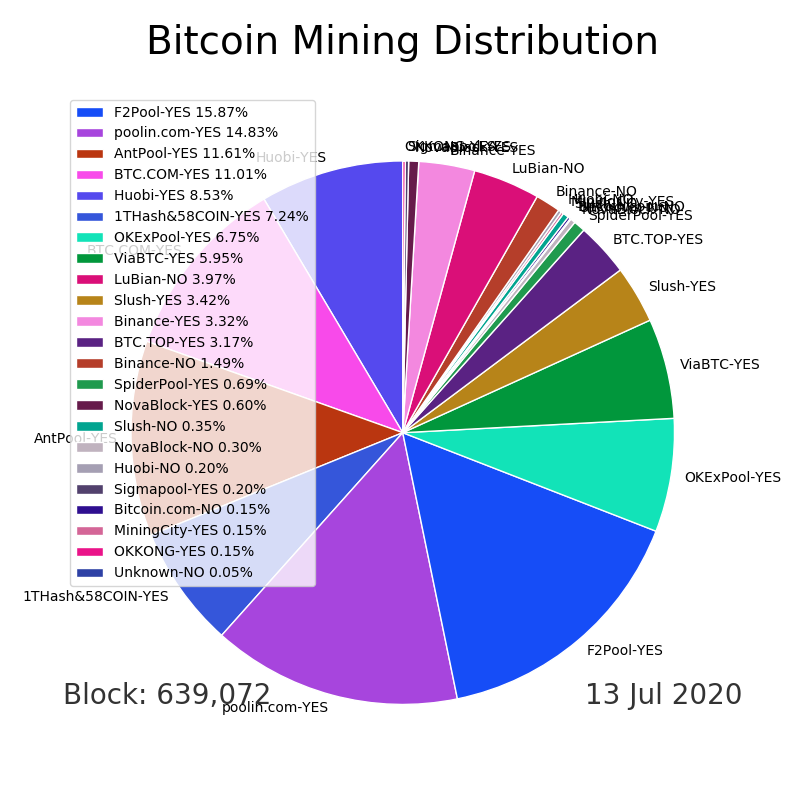 Bitcoin Mining Distribution
F2Pool-YES 15.87%
poolin.com-YES 14.83%
AntPool-YES 11.61%
BTC.COM-YES 11.01%
Huobi-YES 8.53%
1THash&58COIN-YES 7.24%
OKExPool-YES 6.75%
ViaBTC-YES 5.95%
LuBian-NO 3.97%
Slush-YES 3.42%
Binance-YES 3.32%
BTC.TOP-YES 3.17%
Binance-NO 1.49%
SpiderPool-YES 0.69%
NovaBlock-YES 0.60%
Slush-NO 0.35%
NovaBlock-NO 0.30%
Huobi-NO 0.20%
Sigmapool-YES 0.20%
Bitcoin.com-NO 0.15%
MiningCity-YES 0.15%
OKKONG-YES 0.15%
Unknown-NO 0.05%
Huobi-YES
BTC.COM-YES
AntPool-YES
1THash&58COIN-YES
poolin.com-YES
F2Pool-YES
OKExPool-YES
ViaBTC-YES
Slush-YES
BTC.TOP-YES
SpiderPool-YES
Binance-NO
LuBian-NO
Binance-YES
Block: 639,072
13 Jul 2020